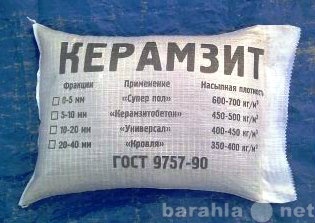 КЕРАМЗИТ
Фракции Применение Насыпная плотность
0-5 мм «Супер пол» 600-700 кг/м³
5-10 мм «Керамзитобетон» 450-500 кг/м³
10-20 мм «Универсал» 400-450 кг/м³
20-40 мм «Кровля» 350-400 кг/м³
ГОСТ 9757-90
barahla.net